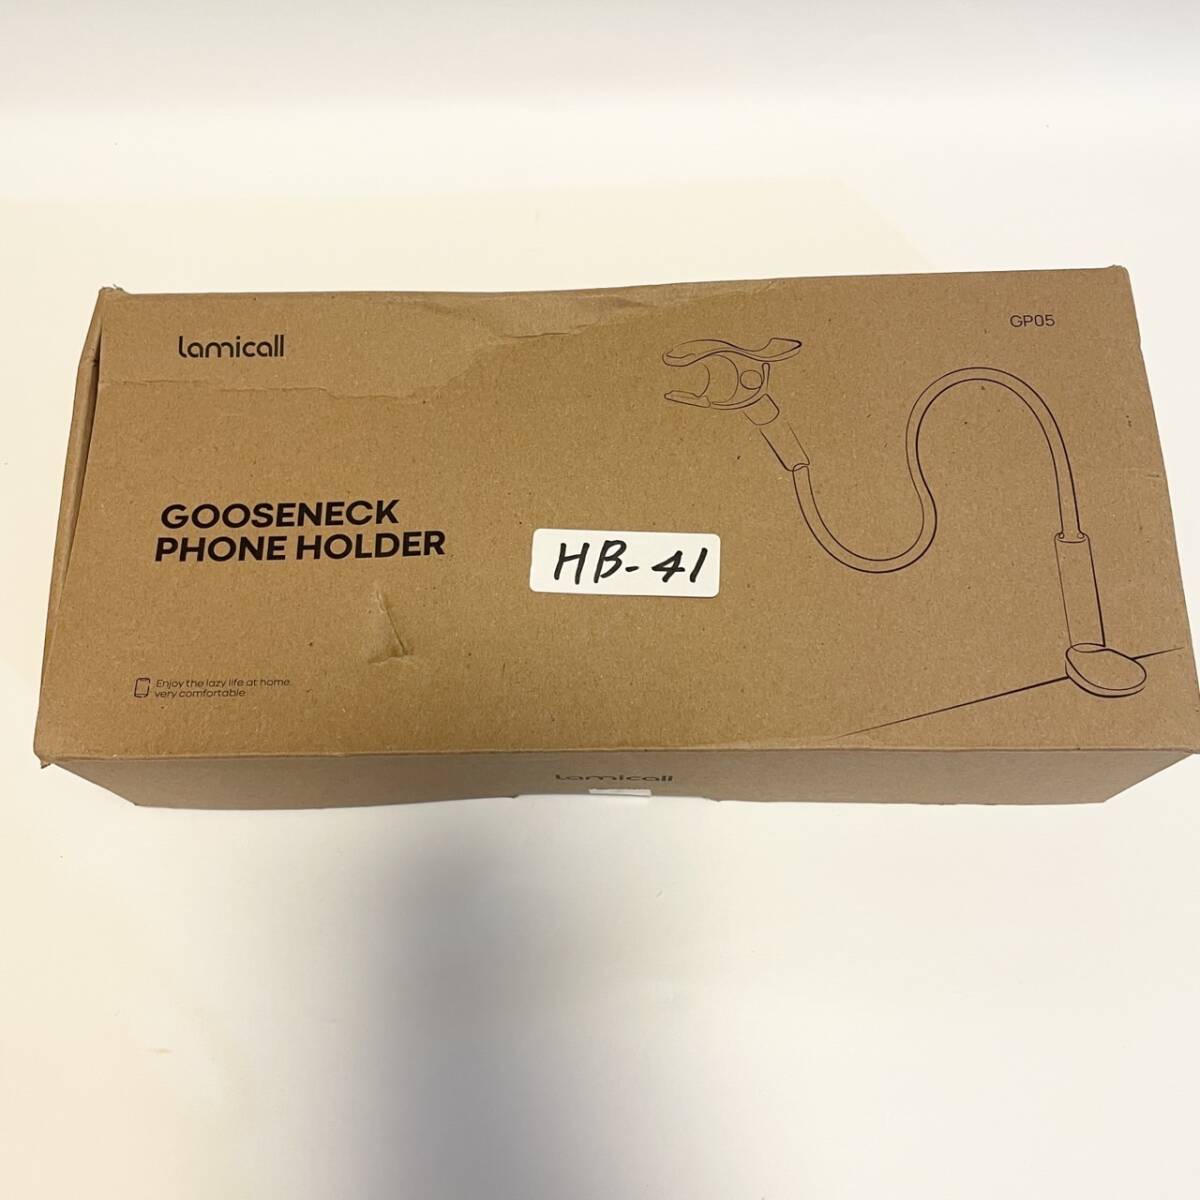 Lamicall
GP05
GOOSENECK
PHONE HOLDER
HB-41
Enjoy the lazy life at home.
very comfortable
Lamicall